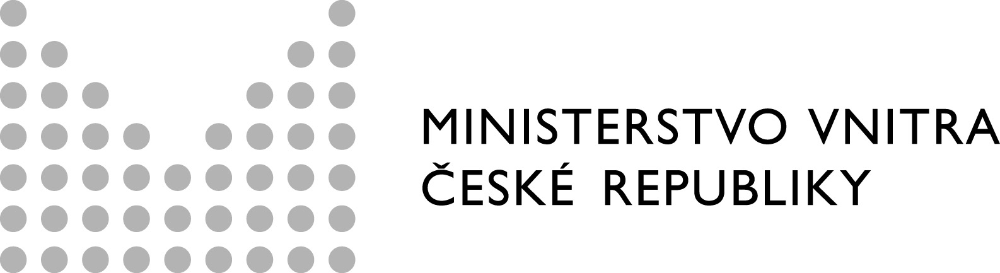 MINISTERSTVO VNITRA
ČESKÉ REPUBLIKY